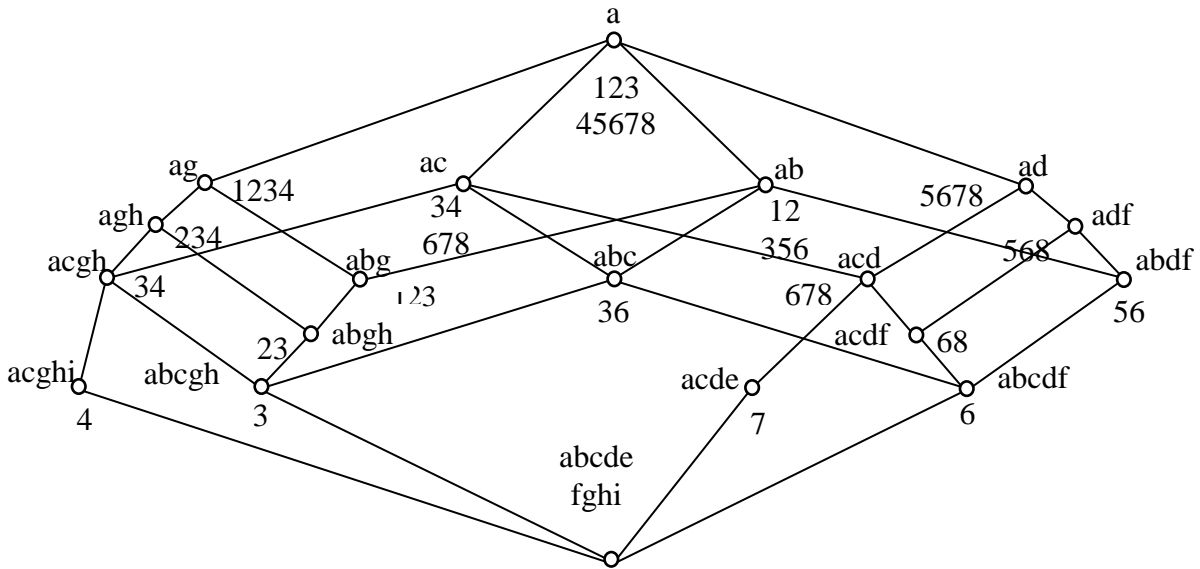 a
123
45678
ag
1234
ac
34
678
ab
12
356
ad
5678
agh
234
adf
568
acgh
34
abg
123
abc
36
acd
678
abdf
56
abgh
23
acdf
68
acghi
4
abcgh
3
acde
7
abcdf
6
abcde
fghi